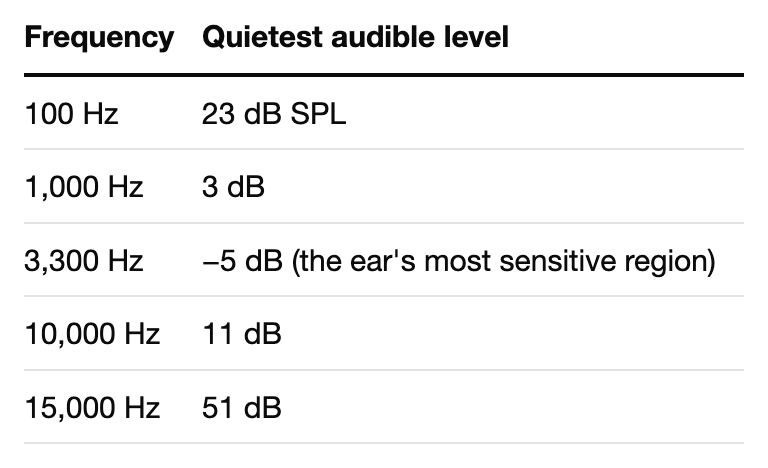 Frequency Quietest audible level
100 Hz 23 dB SPL
1,000 Hz 3 dB
3,300 Hz −5 dB (the ear's most sensitive region)
10,000 Hz 11 dB
15,000 Hz 51 dB